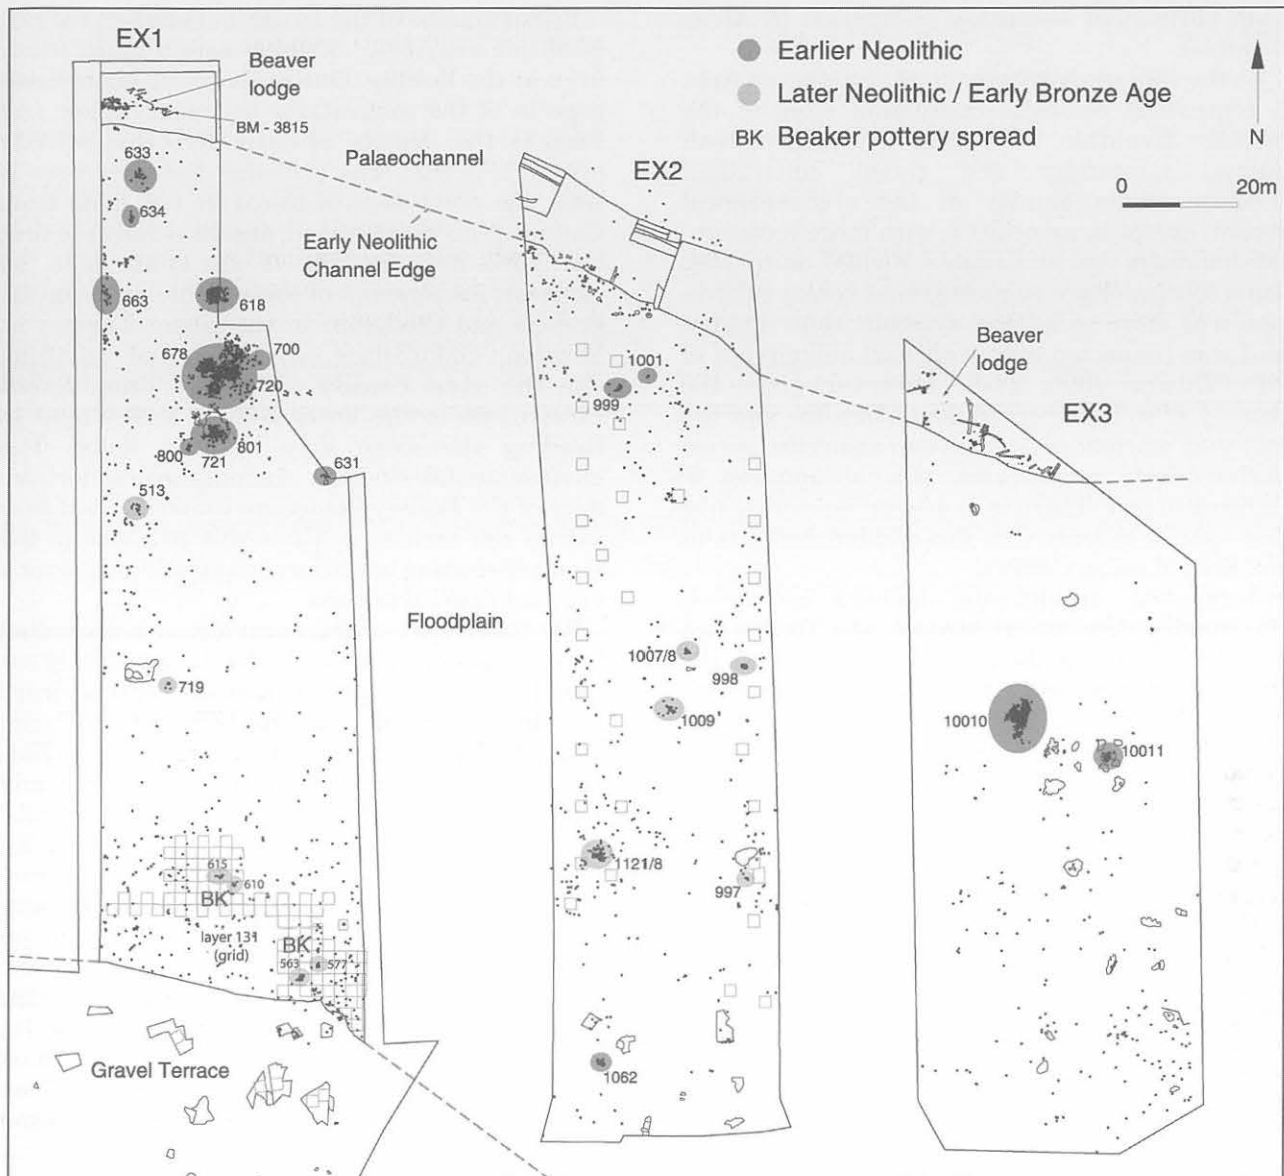 EX1
Beaver
lodge
BM - 3815
Earlier Neolithic
Later Neolithic / Early Bronze Age
BK Beaker pottery spread
N
0 20m
Palaeochannel
EX2
Early Neolithic
Channel Edge
633
634
663
618
678
700
720
800
721
801
631
513
1001
999
Beaver
lodge
EX3
Floodplain
719
1007/8
998
1009
10010
10011
615
610
BK
layer 131
(grid)
BK
563
577
1121/8
997
1062
Gravel Terrace